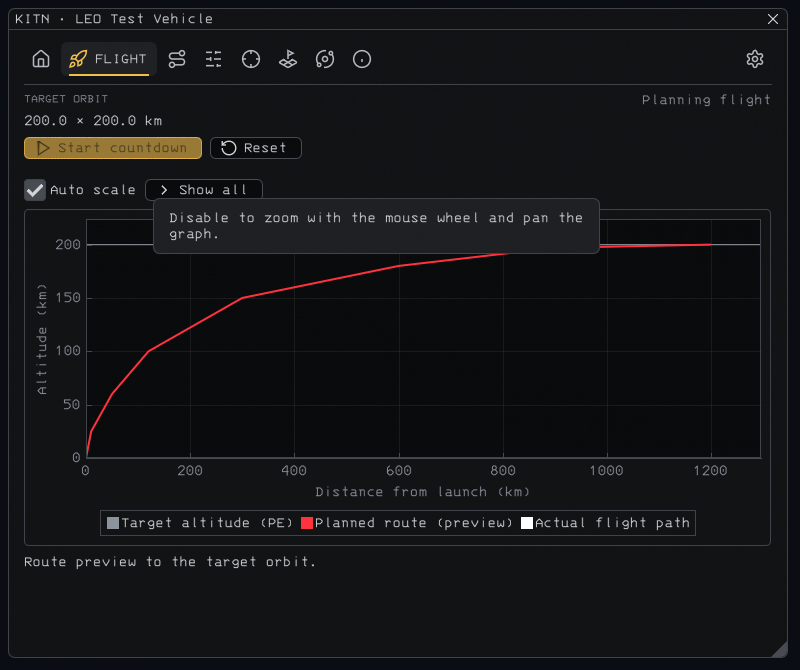 KITN · LEO Test Vehicle
FLIGHT
TARGET ORBIT
Planning flight
200.0 × 200.0 km
Start countdown
Reset
Auto scale
Show all
Disable to zoom with the mouse wheel and pan the
graph.
Altitude (km)
200
150
100
50
0
0 200 400 600 800 1000 1200
Distance from launch (km)
Target altitude (PE) Planned route (preview) Actual flight path
Route preview to the target orbit.